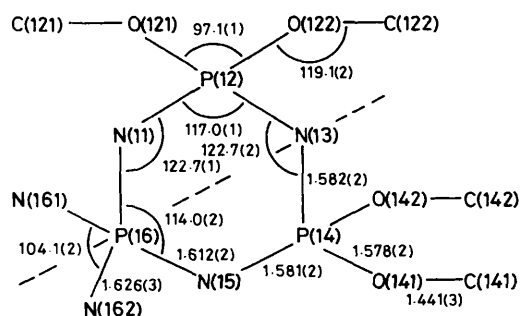 C(121) O(121) O(122) C(122)
97.1(1)
119.1(2)
P(12)
N(11) 117.0(1) N(13)
122.7(2)
122.7(1)
1.582(2)
N(161) 114.0(2) O(142) C(142)
P(16) P(14)
104.1(2) 1.612(2) 1.578(2)
1.626(3) N(15) 1.581(2) O(141) C(141)
N(162) 1.441(3)